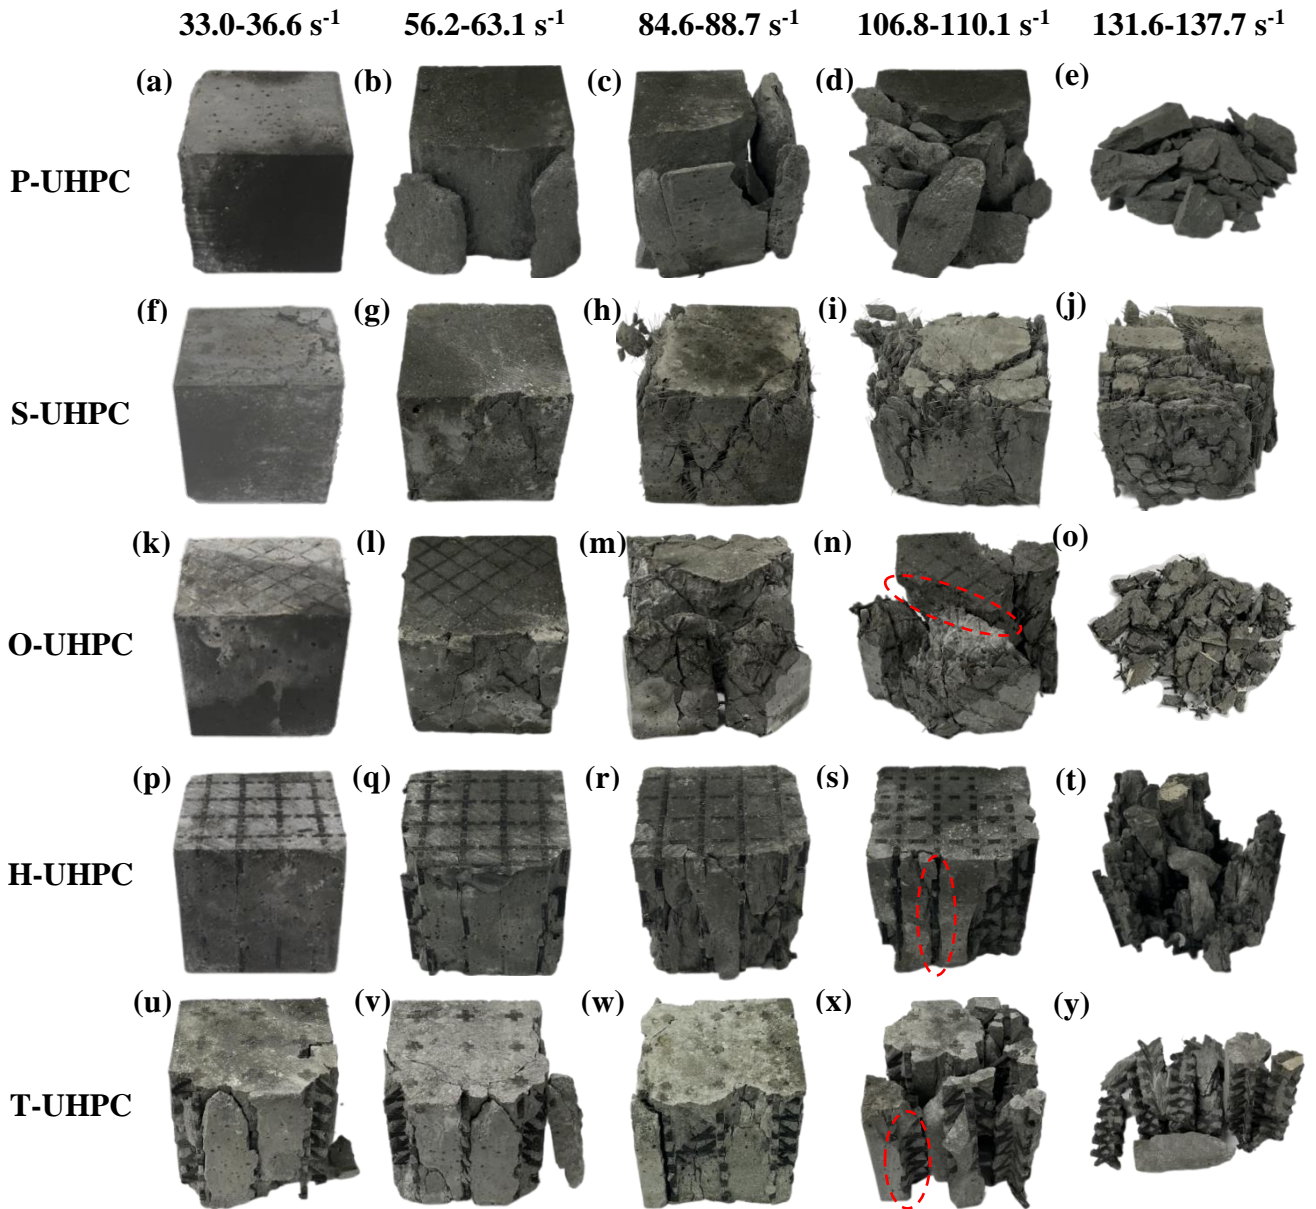 33.0-36.6 s-1 56.2-63.1 s-1 84.6-88.7 s-1 106.8-110.1 s-1 131.6-137.7 s-1
(a) (b) (c) (d) (e)
P-UHPC
(f) (g) (h) (i) (j)
S-UHPC
(k) (l) (m) (n) (o)
O-UHPC
(p) (q) (r) (s) (t)
H-UHPC
(u) (v) (w) (x) (y)
T-UHPC